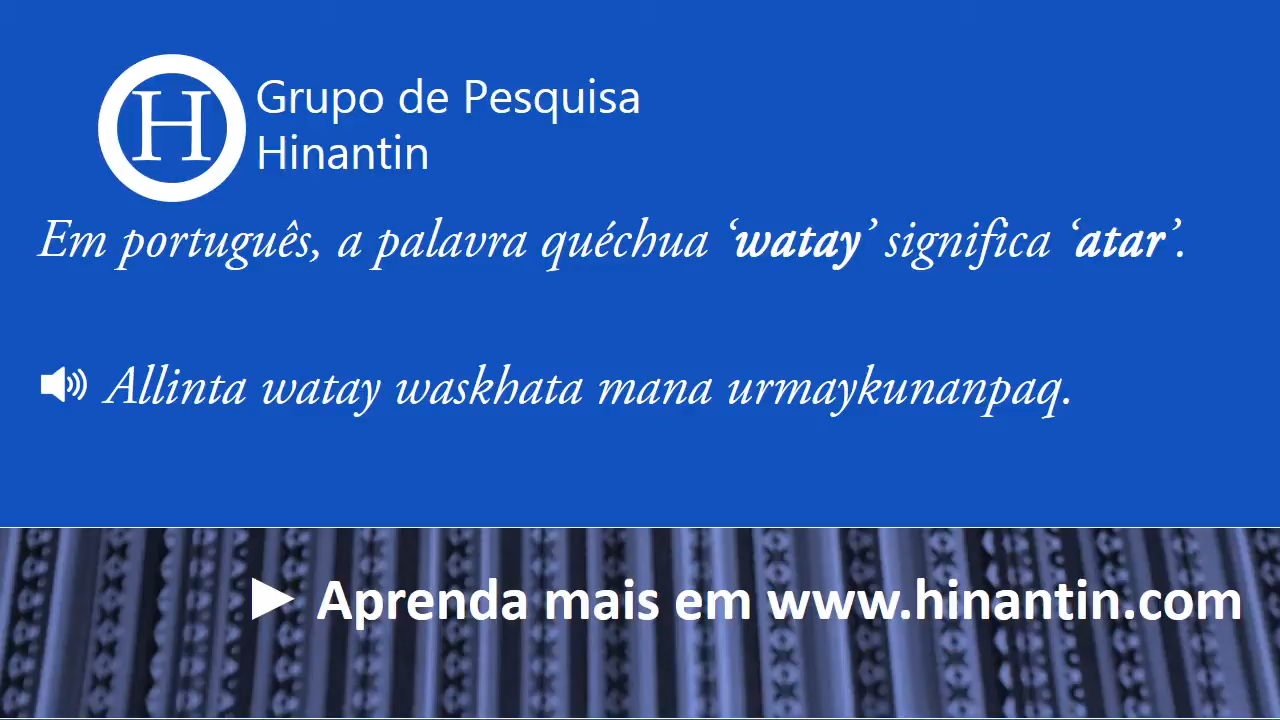 H
Grupo de Pesquisa
Hinantin
Em português, a palavra quéchua ‘watay’ significa ‘atar’.
Allinta watay waskhata mana urmaykunanpaq.
► Aprenda mais em www.hinantin.com